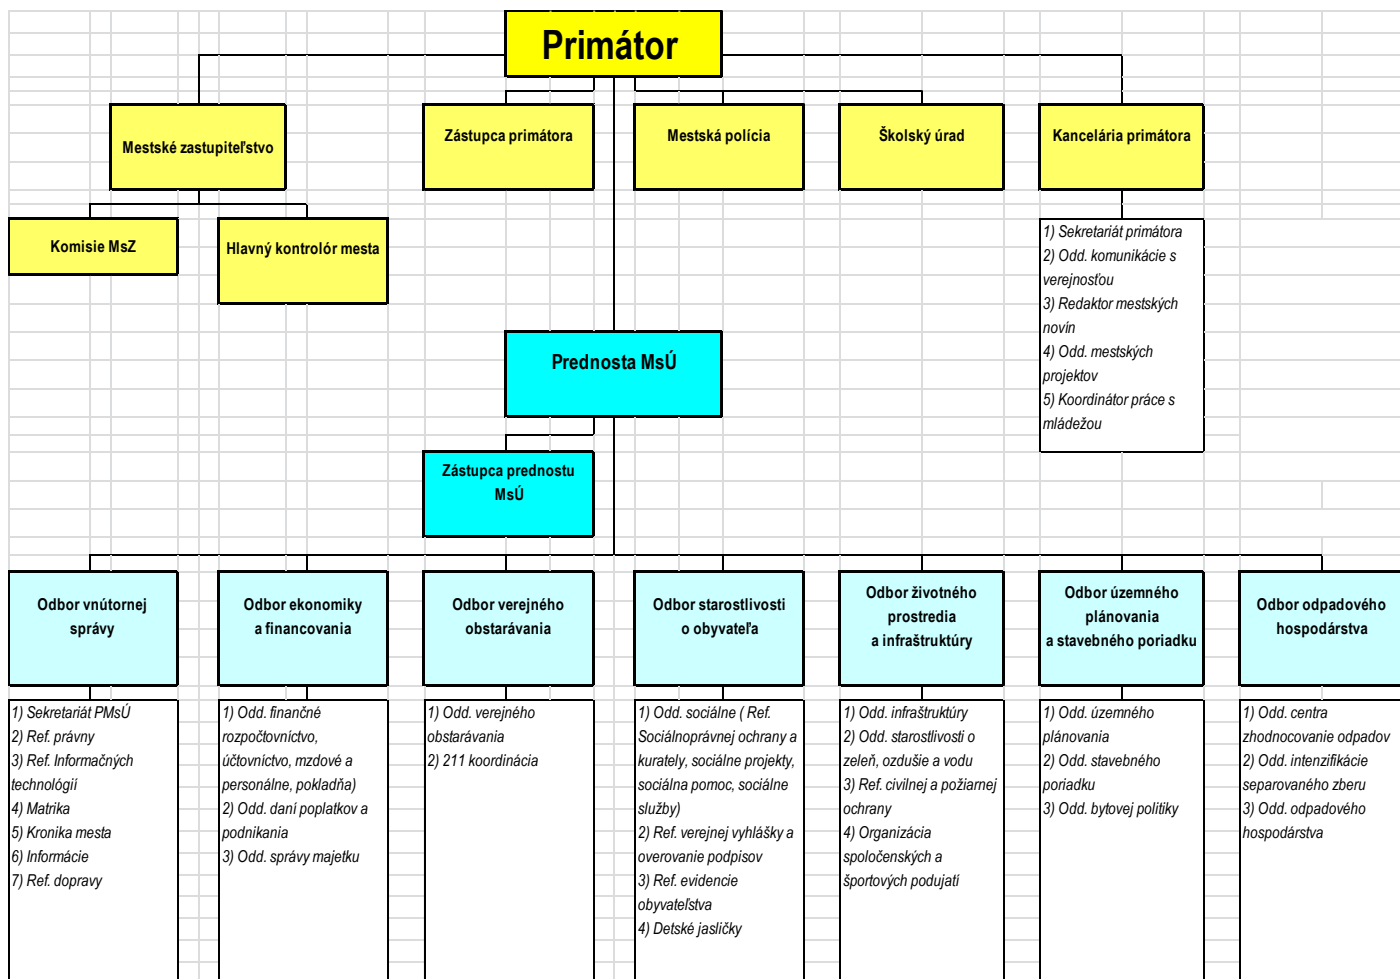 Primátor
Mestské zastupiteľstvo
Zástupca primátora
Mestská polícia
Školský úrad
Kancelária primátora
Komisie MsZ
Hlavný kontrolór mesta
1) Sekretariát primátora
2) Odd. komunikácie s
verejnosťou
3) Redaktor mestských
novín
4) Odd. mestských
projektov
5) Koordinátor práce s
mládežou
Prednosta MsÚ
Zástupca prednostu
MsÚ
Odbor vnútornej
správy
Odbor ekonomiky
a financovania
Odbor verejného
obstarávania
Odbor starostlivosti
o obyvateľa
Odbor životného
prostredia
a infraštruktúry
Odbor územného
plánovania
a stavebného poriadku
Odbor odpadového
hospodárstva
1) Sekretariát PMsÚ
2) Ref. právny
3) Ref. Informačných
technológií
4) Matrika
5) Kronika mesta
6) Informácie
7) Ref. dopravy
1) Odd. finančné
rozpočtovníctvo,
účtovníctvo, mzdové a
personálne, pokladňa)
2) Odd. daní poplatkov a
podnikania
3) Odd. správy majetku
1) Odd. verejného
obstarávania
2) 211 koordinácia
1) Odd. sociálne ( Ref.
Sociálnoprávnej ochrany a
kurately, sociálne projekty,
sociálna pomoc, sociálne
služby)
2) Ref. verejnej vyhlášky a
overovanie podpisov
3) Ref. evidencie
obyvateľstva
4) Detské jasličky
1) Odd. infraštruktúry
2) Odd. starostlivosti o
zeleň, ozdušie a vodu
3) Ref. civilnej a požiarnej
ochrany
4) Organizácia
spoločenských a
športových podujatí
1) Odd. územného
plánovania
2) Odd. stavebného
poriadku
3) Odd. bytovej politiky
1) Odd. centra
zhodnocovanie odpadov
2) Odd. intenzifikácie
separovaného zberu
3) Odd. odpadového
hospodárstva